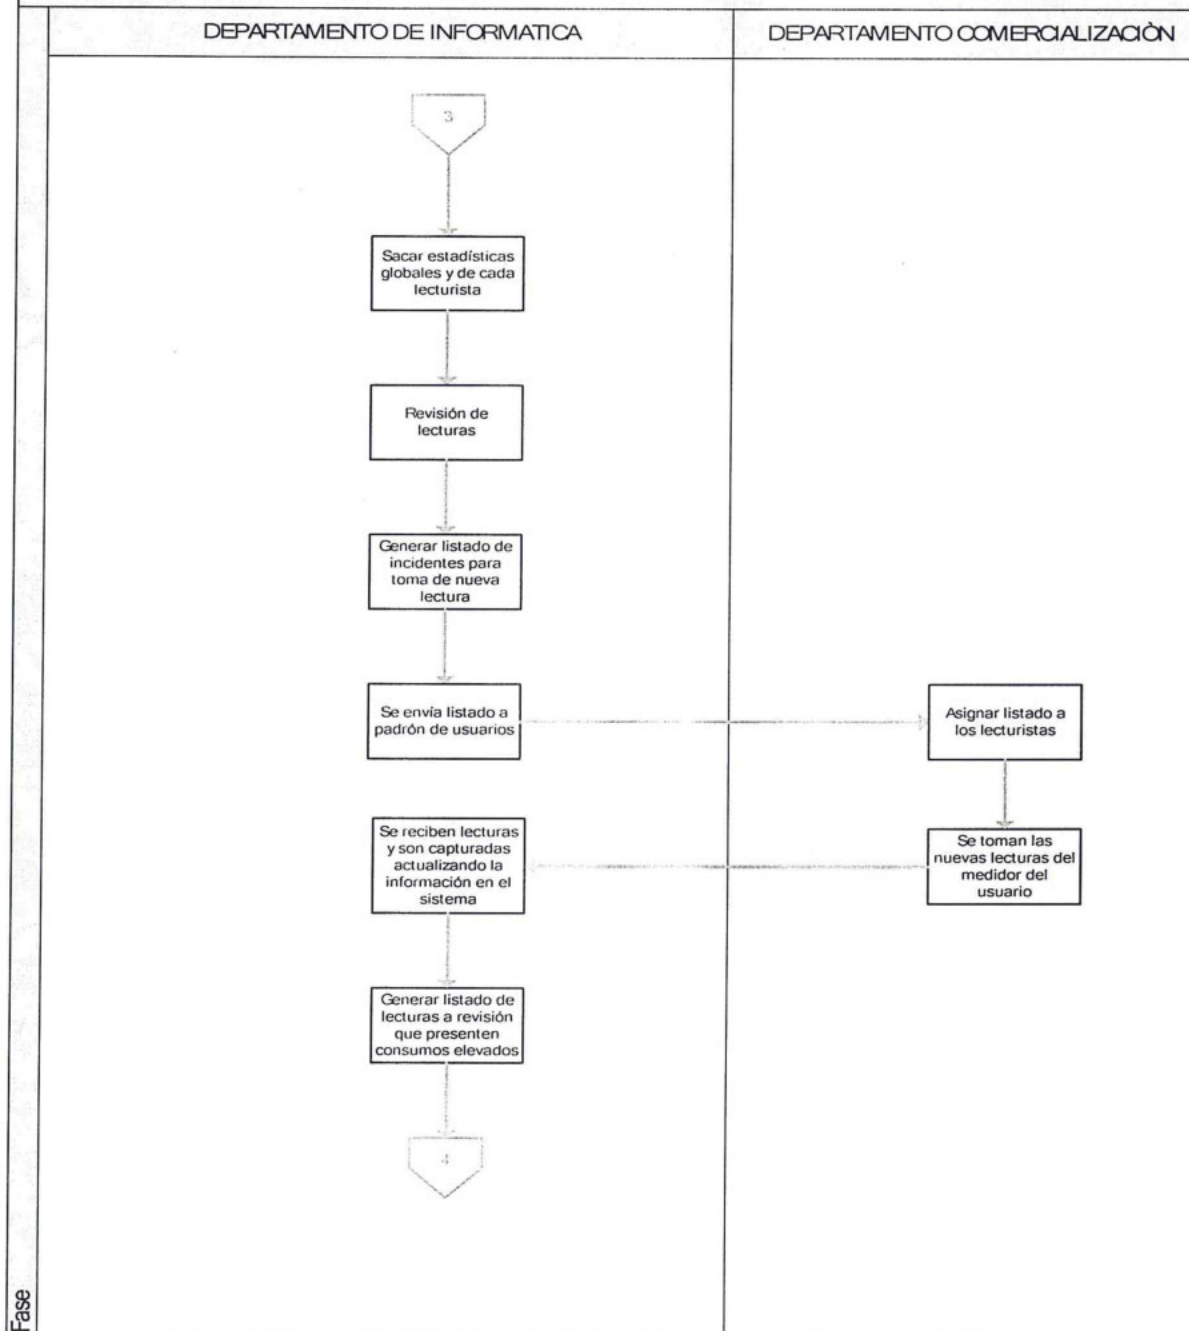 DEPARTAMENTO DE INFORMATICA
DEPARTAMENTO COMERCIALIZACIÒN
3
Sacar estadísticas
globales y de cada
lecturista
Revisión de
lecturas
Generar listado de
incidentes para
toma de nueva
lectura
Se envía listado a
padrón de usuarios
Asignar listado a
los lecturistas
Se toman las
nuevas lecturas del
medidor del
usuario
Se reciben lecturas
y son capturadas
actualizando la
información en el
sistema
Generar listado de
lecturas a revisión
que presenten
consumos elevados
4
Fase